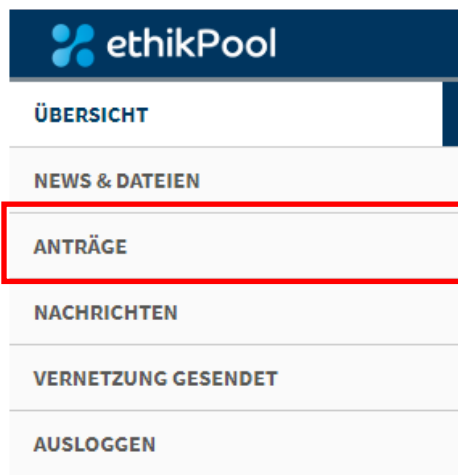 ethikPool
ÜBERSICHT
NEWS & DATEIEN
ANTRÄGE
NACHRICHTEN
VERNETZUNG GESENDET
AUSLOGGEN